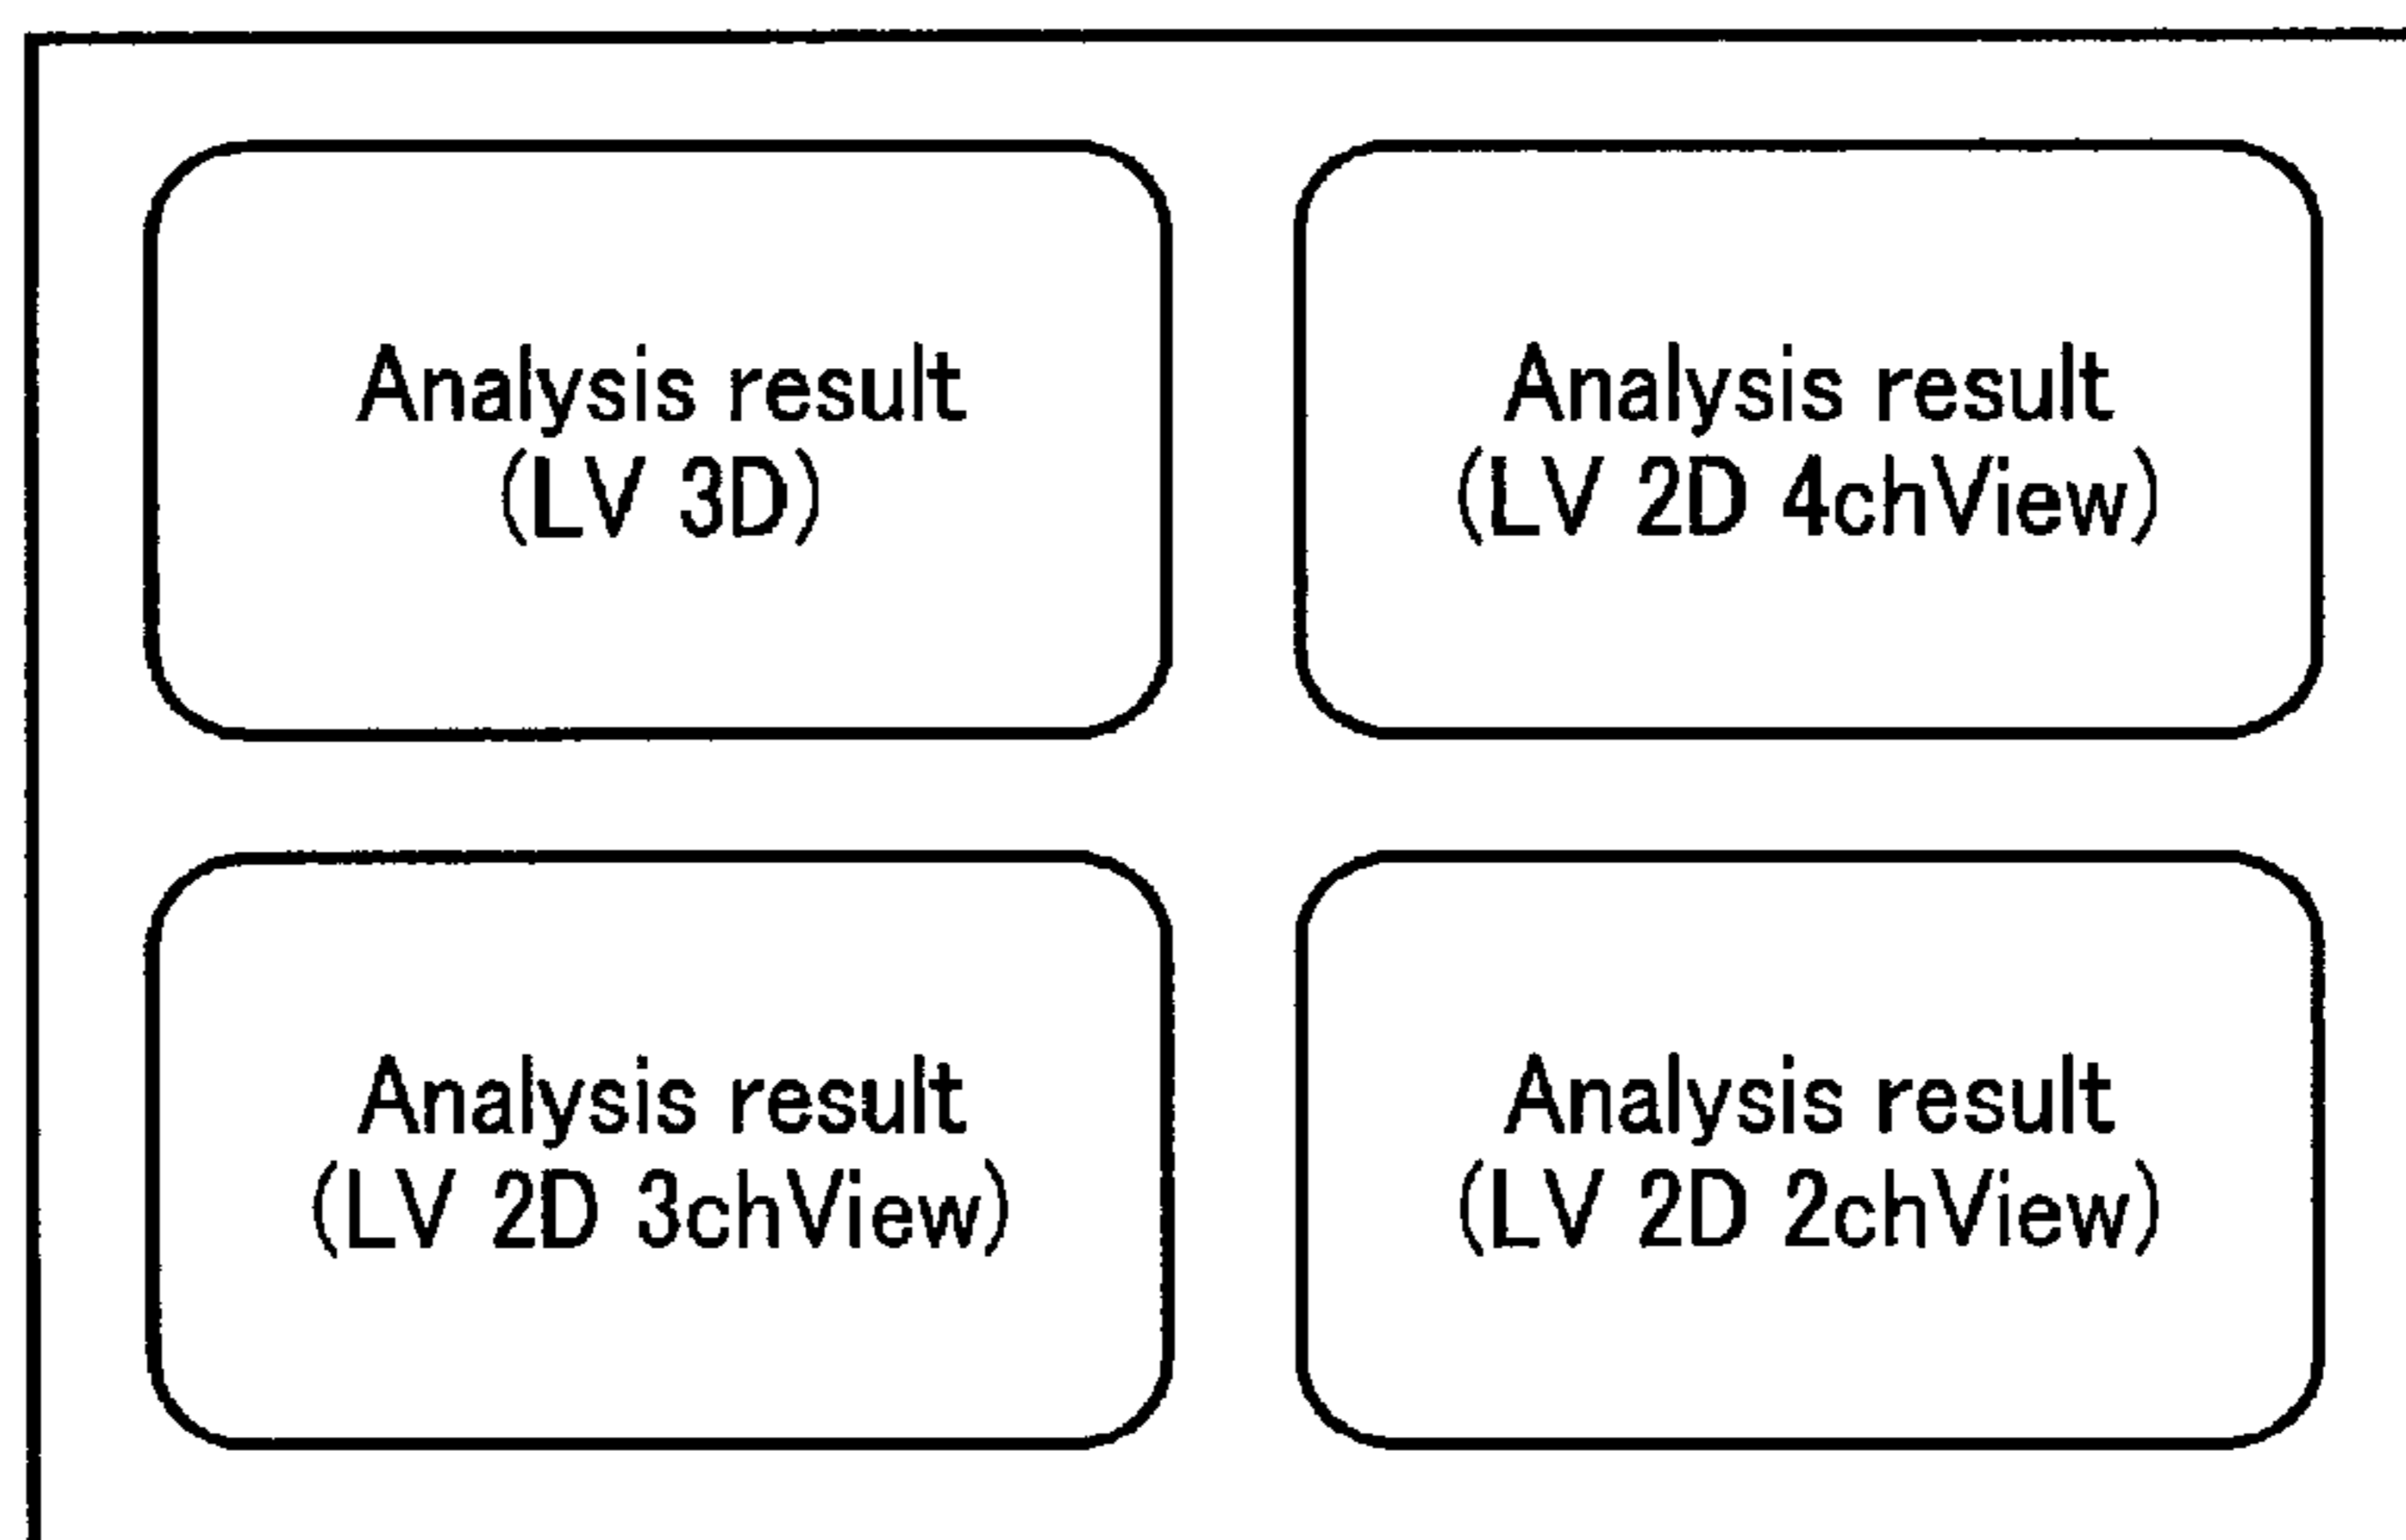 Analysis result
(LV 3D)
Analysis result
(LV 2D 4chView)
Analysis result
(LV 2D 3chView)
Analysis result
(LV 2D 2chView)